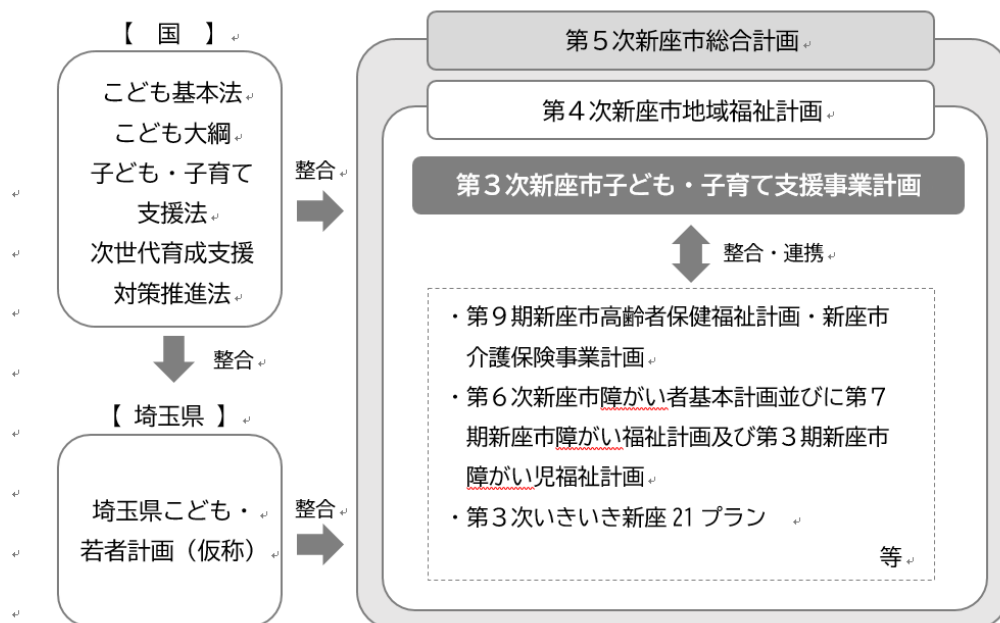 【 国 】
こども基本法
こども大綱
子ども・子育て
支援法
次世代育成支援
対策推進法
整合
整合
【 埼玉県 】
埼玉県こども・
若者計画（仮称）
整合
第５次新座市総合計画
第４次新座市地域福祉計画
第３次新座市子ども・子育て支援事業計画
整合・連携
・第９期新座市高齢者保健福祉計画・新座市
介護保険事業計画
・第６次新座市障がい者基本計画並びに第７
期新座市障がい福祉計画及び第３期新座市
障がい児福祉計画
・第３次いきいき新座 21 プラン
等